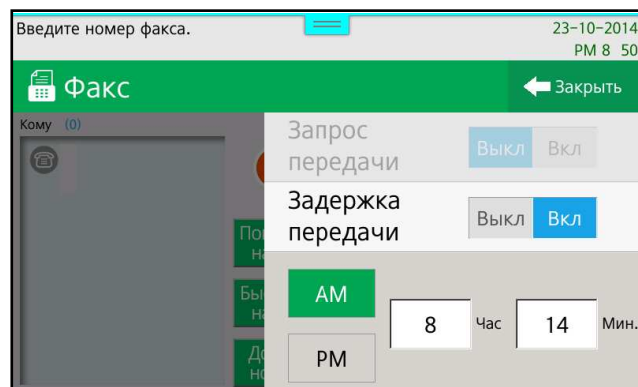 Введите номер факса.
23-10-2014
PM 8 50
Факс
Закрыть
Кому (0)
Запрос
передачи
Выкл Вкл
Задержка
передачи
Выкл Вкл
AM
8 Час 14 Мин.
PM